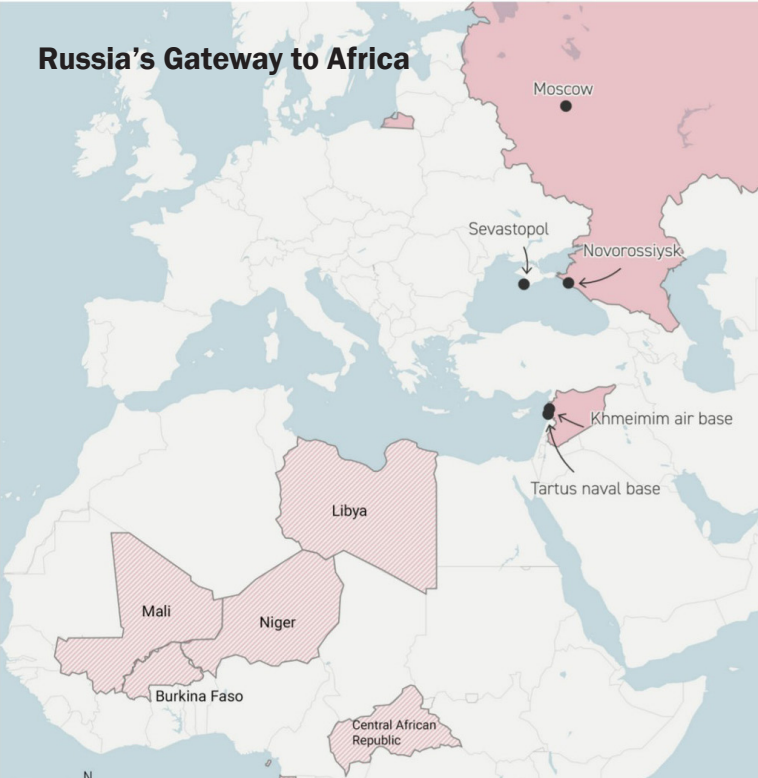 Russia’s Gateway to Africa
Moscow
Sevastopol
Novorossiysk
Khmeimim air base
Tartus naval base
Libya
Mali
Niger
Burkina Faso
Central African
Republic
N